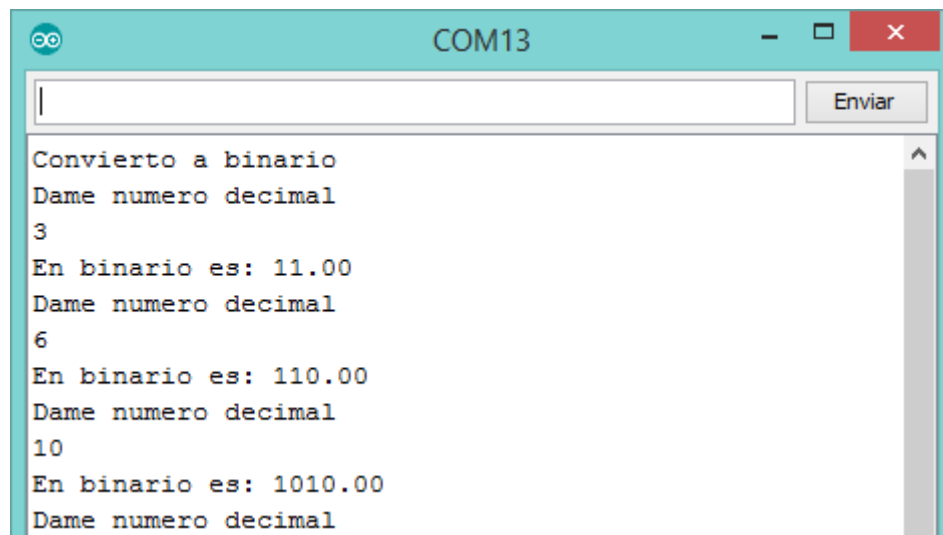 COM13
Enviar
Convierto a binario
Dame numero decimal
3
En binario es: 11.00
Dame numero decimal
6
En binario es: 110.00
Dame numero decimal
10
En binario es: 1010.00
Dame numero decimal